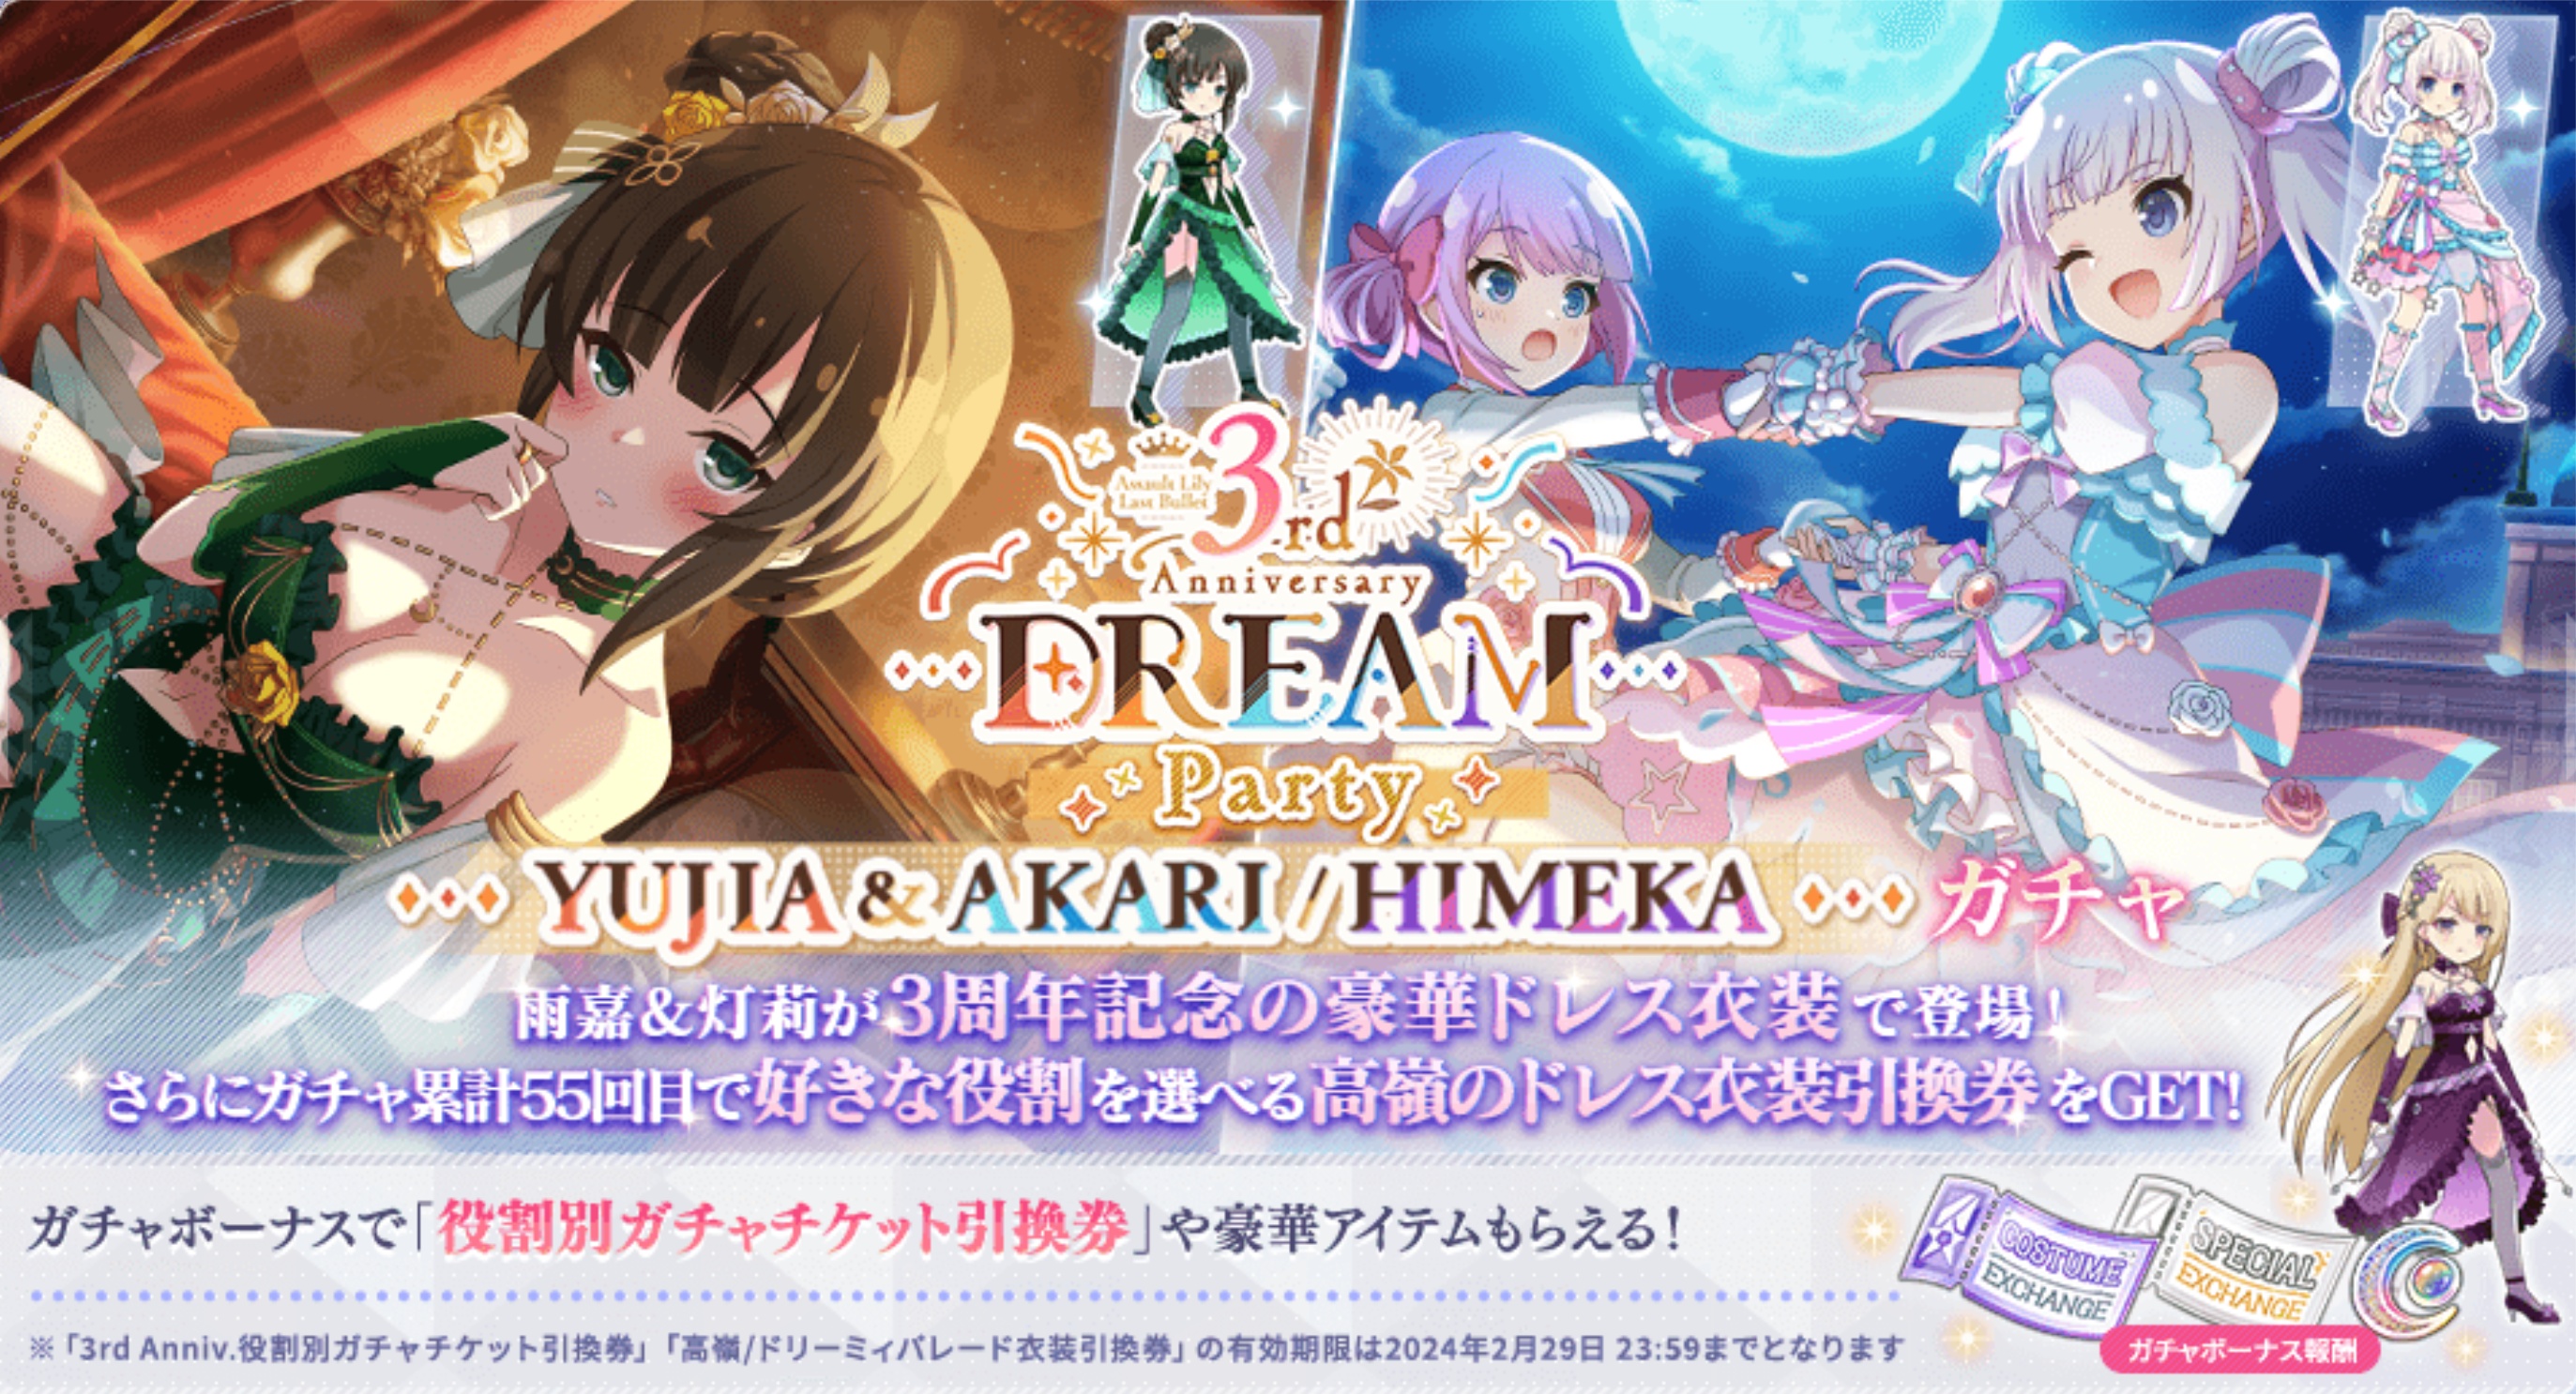 Assault Lily
Last Bullet
3rd
Anniversary
DREAM
Party
YUJIA & AKARI / HIMEKA ガチャ
雨嘉&灯莉が3周年記念の豪華ドレス衣装で登場!
さらにガチャ累計55回目で好きな役割を選べる高嶺のドレス衣装引換券をGET!
ガチャボーナスで「役割別ガチャチケット引換券」や豪華アイテムもらえる!
COSTUME
EXCHANGE
SPECIAL
EXCHANGE
ガチャボーナス報酬
※「3rd Anniv.役割別ガチャチケット引換券」「高嶺/ドリーミィパレード衣装引換券」の有効期限は2024年2月29日 23:59までとなります